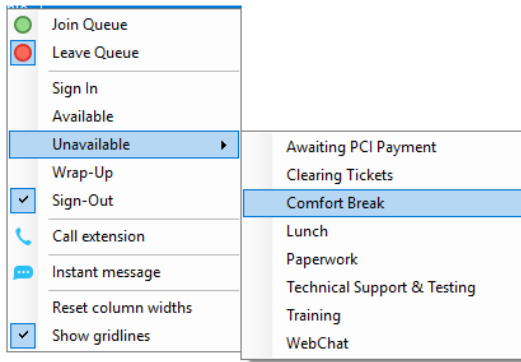 Join Queue
Leave Queue
Sign In
Available
Unavailable
Wrap-Up
Sign-Out
Call extension
Instant message
Reset column widths
Show gridlines
Awaiting PCI Payment
Clearing Tickets
Comfort Break
Lunch
Paperwork
Technical Support & Testing
Training
WebChat